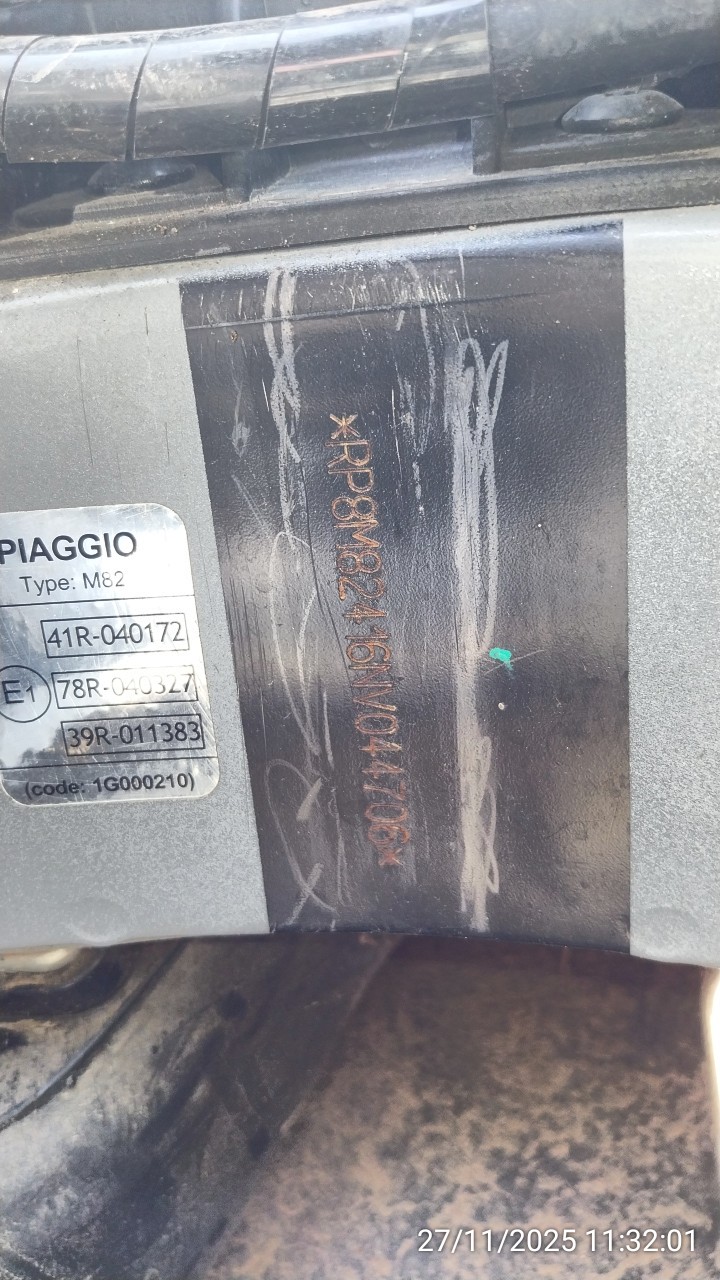 PIAGGIO
Type: M82
41R-040172
E1
78R-040327
39R-011383
(code: 1G000210)
*RP8M82416NV044706*
27/11/2025 11:32:01